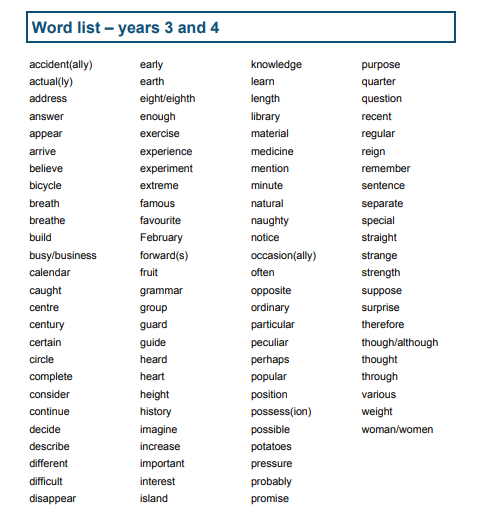 Word list – years 3 and 4
accident(ally)
actual(ly)
address
answer
appear
arrive
believe
bicycle
breath
breathe
build
busy/business
calendar
caught
centre
century
certain
circle
complete
consider
continue
decide
describe
different
difficult
disappear
early
earth
eight/eighth
enough
exercise
experience
experiment
extreme
famous
favourite
February
forward(s)
fruit
grammar
group
guard
guide
heard
heart
height
history
imagine
increase
important
interest
island
knowledge
learn
length
library
material
medicine
mention
minute
natural
naughty
notice
occasion(ally)
often
opposite
ordinary
particular
peculiar
perhaps
popular
position
possess(ion)
possible
potatoes
pressure
probably
promise
purpose
quarter
question
recent
regular
reign
remember
sentence
separate
special
straight
strange
strength
suppose
surprise
therefore
though/although
thought
through
various
weight
woman/women